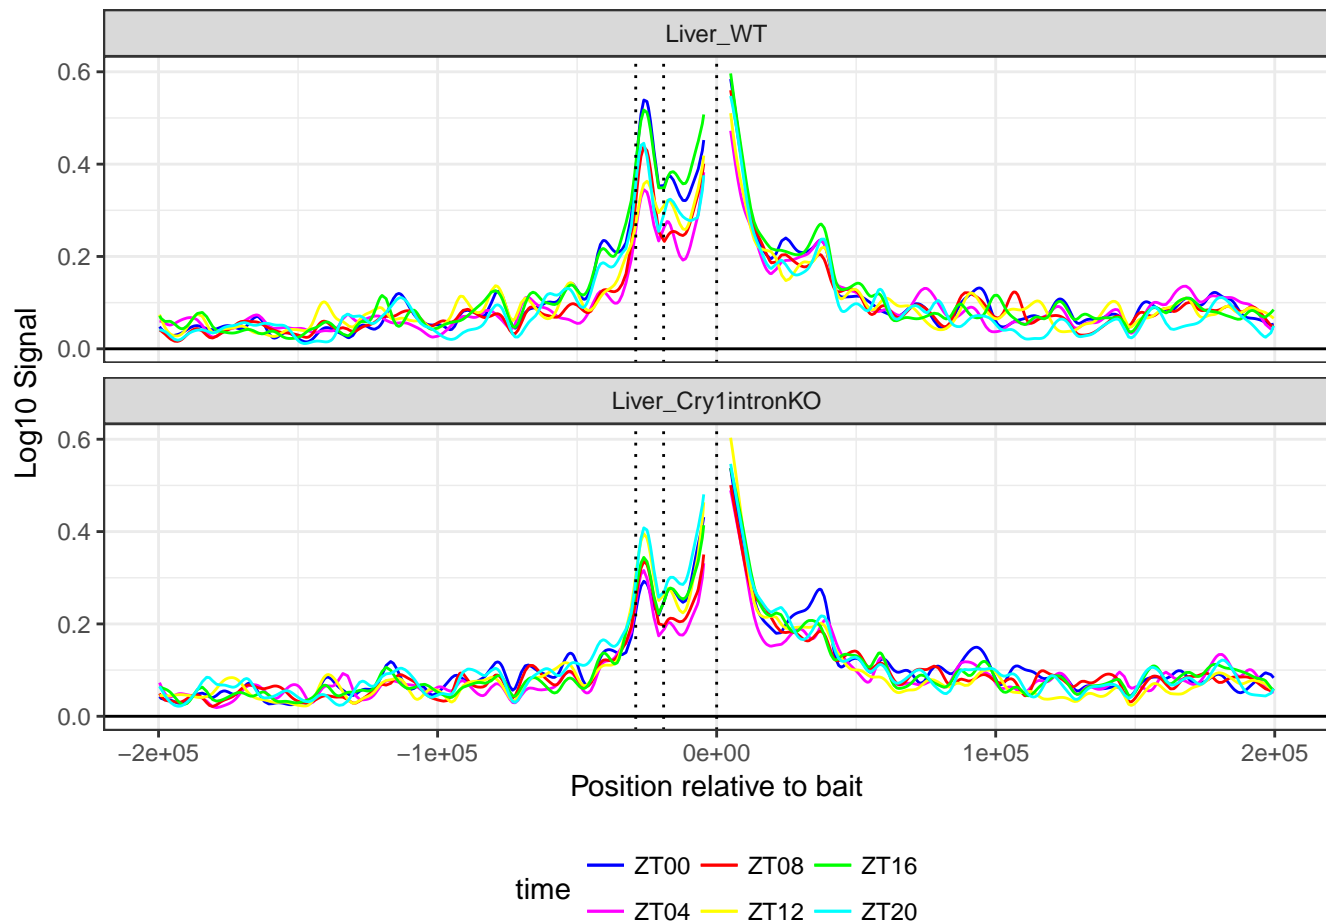 Liver_WT
0.6
0.4
0.2
0.0
Liver_Cry1intronKO
0.6
0.4
0.2
0.0
Log10 Signal
−2e+05 −1e+05 0e+00 1e+05 2e+05
Position relative to bait
time
ZT00 ZT08 ZT16
ZT04 ZT12 ZT20